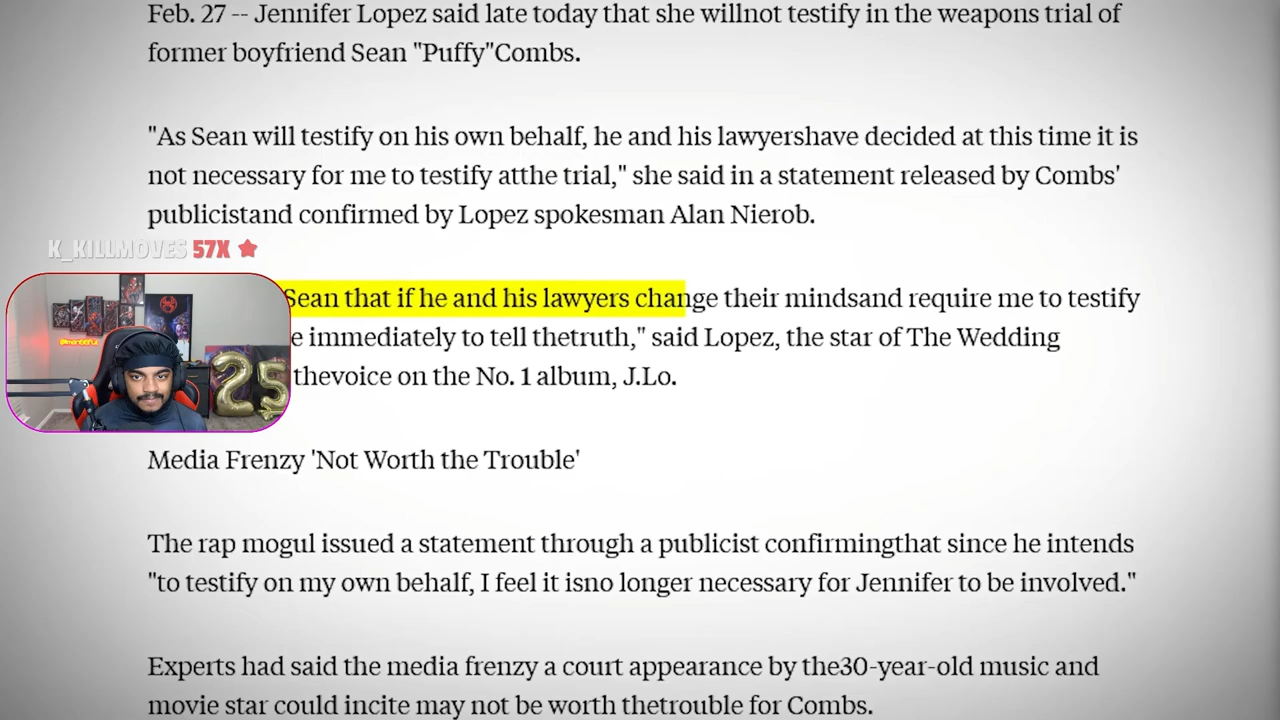 Feb. 27 -- Jennifer Lopez said late today that she willnot testify in the weapons trial of
former boyfriend Sean "Puffy"Combs.
"As Sean will testify on his own behalf, he and his lawyershave decided at this time it is
not necessary for me to testify atthe trial," she said in a statement released by Combs'
publicistand confirmed by Lopez spokesman Alan Nierob.
K_KILLMOVES 57X
Sean that if he and his lawyers change their mindsand require me to testify
e immediately to tell thetruth," said Lopez, the star of The Wedding
thevoice on the No. 1 album, J.Lo.
25
Media Frenzy 'Not Worth the Trouble'
The rap mogul issued a statement through a publicist confirmingthat since he intends
"to testify on my own behalf, I feel it isno longer necessary for Jennifer to be involved."
Experts had said the media frenzy a court appearance by the30-year-old music and
movie star could incite may not be worth thetrouble for Combs.